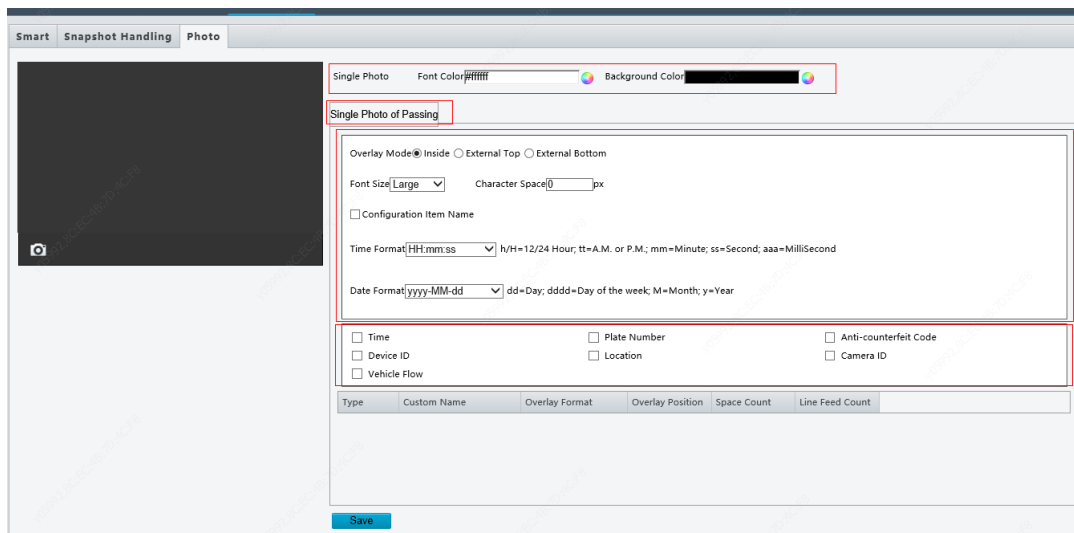 Smart Snapshot Handling Photo
Single Photo Font Color #ffffff Background Color
Single Photo of Passing
Overlay Mode Inside External Top External Bottom
Font Size Large Character Space 0 px
Configuration Item Name
Time Format HH:mm:ss h/H=12/24 Hour; tt=A.M. or P.M.; mm=Minute; ss=Second; aaa=MilliSecond
Date Format yyyy-MM-dd dd=Day; dddd=Day of the week; M=Month; y=Year
Time Plate Number Anti-counterfeit Code
Device ID Location Camera ID
Vehicle Flow
Type Custom Name Overlay Format Overlay Position Space Count Line Feed Count
Save